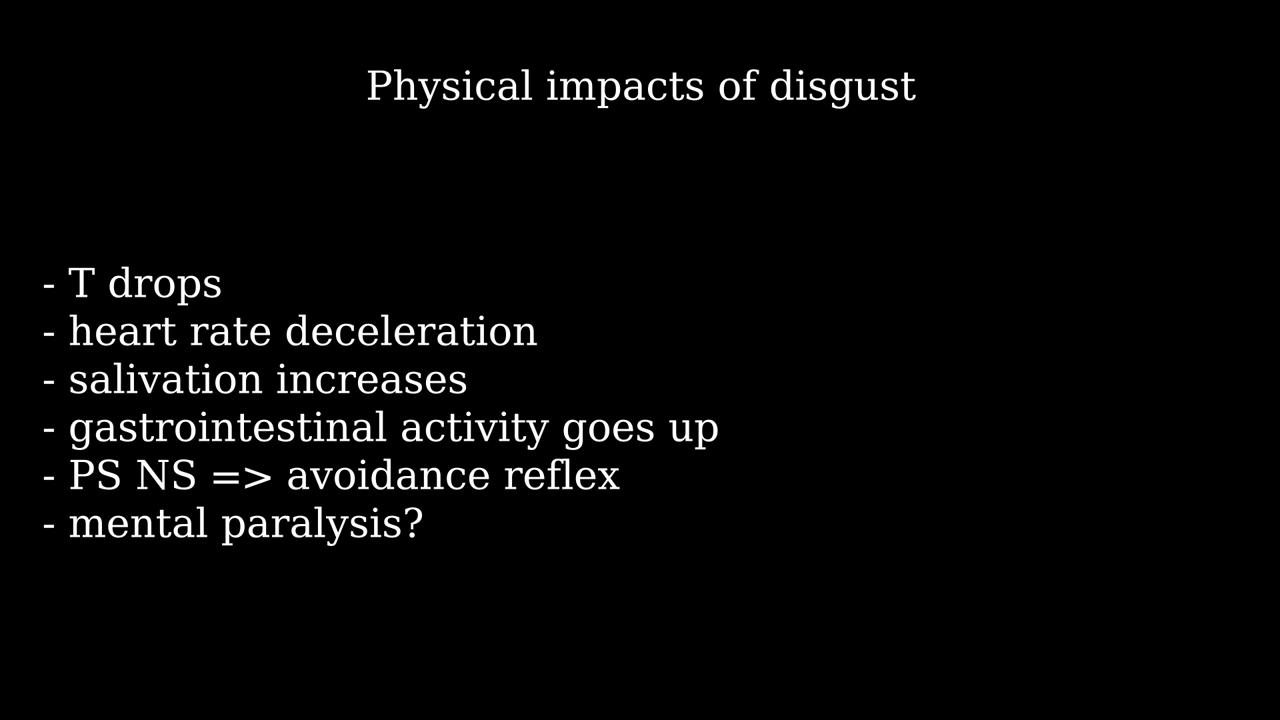 Physical impacts of disgust
- T drops
- heart rate deceleration
- salivation increases
- gastrointestinal activity goes up
- PS NS => avoidance reflex
- mental paralysis?